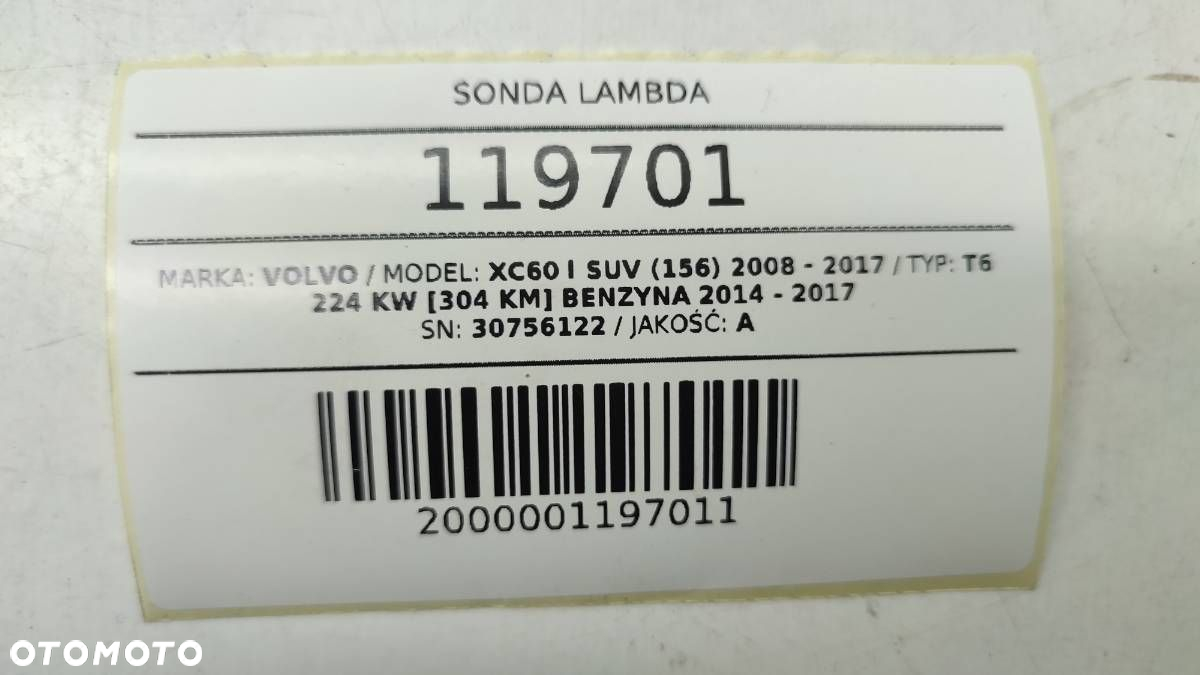 SONDA LAMBDA
119701
MARKA: VOLVO / MODEL: XC60 I SUV (156) 2008 - 2017 / TYP: T6
224 KW [304 KM] BENZYNA 2014 - 2017
SN: 30756122 / JAKOŚĆ: A
2000001197011
OTOMOTO